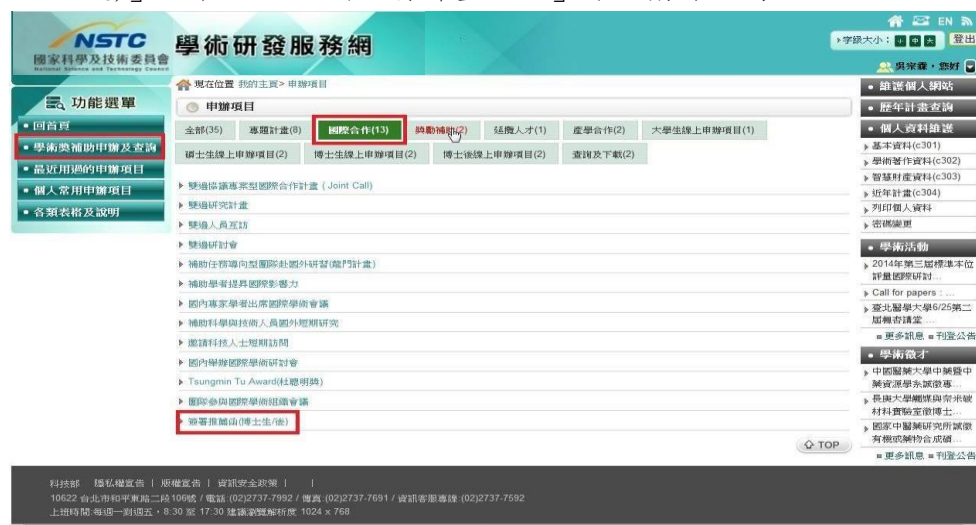 NSTC
國家科學及技術委員會
National Science and Technology Council
學術研發服務網
EN
字級大小：小 中 大 登出
吳宗霖，您好
功能選單
回首頁
學術獎補助申辦及查詢
最近用過的申辦項目
個人常用申辦項目
各類表格及說明
現在位置 我的主頁> 申辦項目
申辦項目
全部(35) 專題計畫(8) 國際合作(13) 獎勵補助(2) 延攬人才(1) 產學合作(2) 大學生線上申辦項目(1)
碩士生線上申辦項目(2) 博士生線上申辦項目(2) 博士後線上申辦項目(2) 查詢及下載(2)
雙邊協議專案型國際合作計畫 ( Joint Call)
雙邊研究計畫
雙邊人員互訪
雙邊研討會
補助任務導向型團隊赴國外研習(龍門計畫)
補助學者提昇國際影響力
國內專家學者出席國際學術會議
補助科學與技術人員國外短期研究
邀請科技人士短期訪問
國內舉辦國際學術研討會
Tsungmin Tu Award(杜聰明獎)
團隊參與國際學術組織會議
簽署推薦函(博士生/後)
TOP
維護個人網站
歷年計畫查詢
個人資料維護
基本資料(c301)
學術著作資料(c302)
智慧財產資料(c303)
近年計畫(c304)
列印個人資料
密碼變更
學術活動
2014年第三屆標準本位
評量國際研討...
Call for papers：...
臺北醫學大學6/25第二
屆楓杏講堂 ...
更多訊息 刊登公告
學術徵才
中國醫藥大學中藥暨中
藥資源學系誠徵專...
長庚大學觸媒與奈米碳
材料實驗室徵博士...
國家中醫藥研究所誠徵
有機或藥物合成碩...
更多訊息 刊登公告
科技部 隱私權宣告 | 版權宣告 | 資訊安全政策 | |
10622 台北市和平東路二段106號 / 電話:(02)2737-7992 / 傳真:(02)2737-7691 / 資訊客服專線:(02)2737-7592
上班時間:每週一到週五，8:30 至 17:30 建議瀏覽解析度 1024 x 768